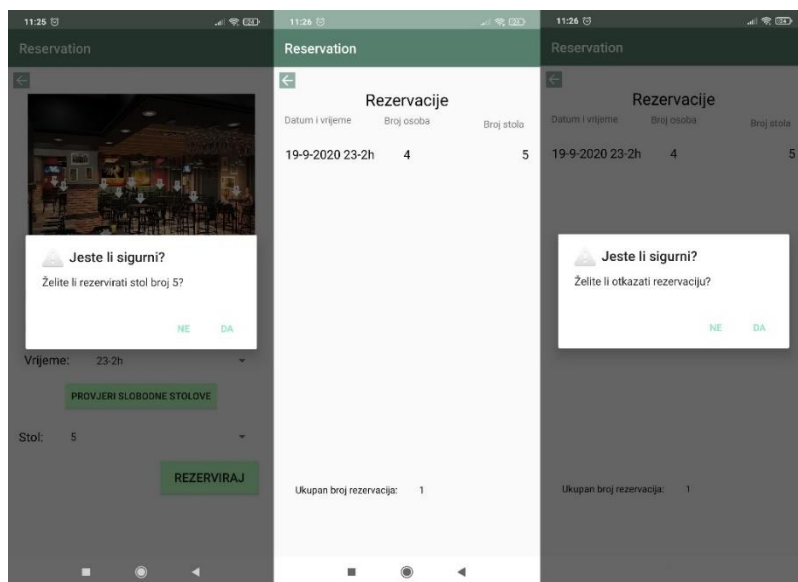 11:25
Reservation
Jeste li sigurni?
Želite li rezervirati stol broj 5?
NE DA
Vrijeme: 23-2h
PROVJERI SLOBODNE STOLOVE
Stol: 5
REZERVIRAJ
11:26
Reservation
Rezervacije
Datum i vrijeme Broj osoba Broj stola
19-9-2020 23-2h 4 5
Ukupan broj rezervacija: 1
11:26
Reservation
Rezervacije
Datum i vrijeme Broj osoba Broj stola
19-9-2020 23-2h 4 5
Jeste li sigurni?
Želite li otkazati rezervaciju?
NE DA
Ukupan broj rezervacija: 1